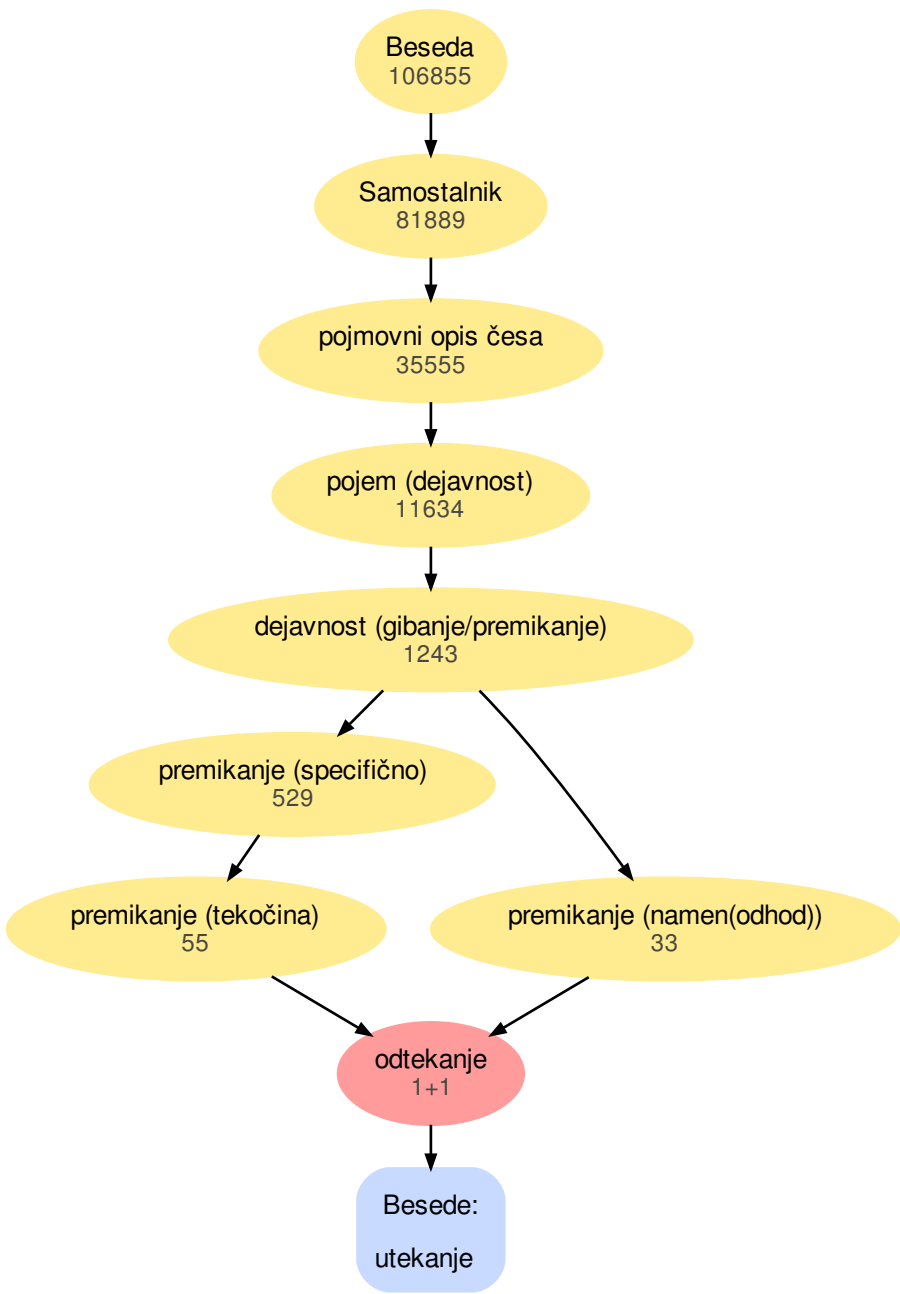 Beseda
106855
Samostalnik
81889
pojmovni opis česa
35555
pojem (dejavnost)
11634
dejavnost (gibanje/premikanje)
1243
premikanje (specifično)
529
premikanje (tekočina)
55
premikanje (namen(odhod))
33
odtekanje
1+1
Besede:
utekanje